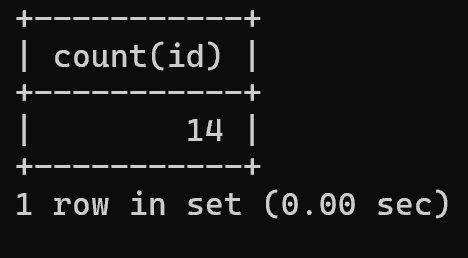 +-----------+
| count(id) |
+-----------+
|        14 |
+-----------+
1 row in set (0.00 sec)